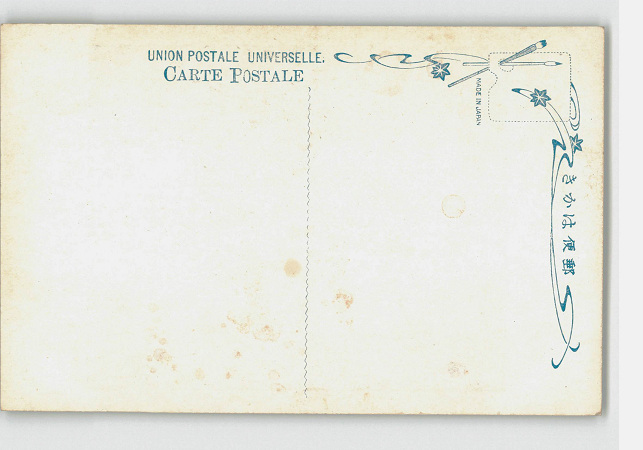 UNION POSTALE UNIVERSELLE.
CARTE POSTALE
MADE IN JAPAN
きかは便郵